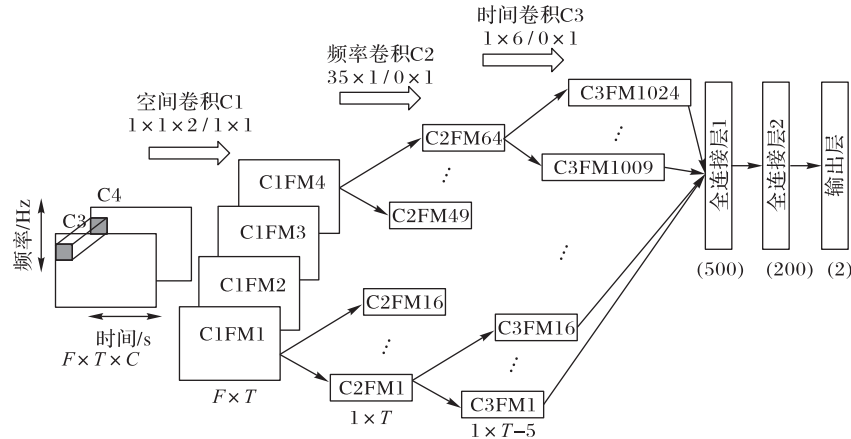 时间卷积C3
1×6/0×1
频率卷积C2
35×1/0×1
空间卷积C1
1×1×2/1×1
C3FM1024
C2FM64
C3FM1009
C1FM4
C2FM49
C4
C3
C1FM3
频率/Hz
C1FM2
C1FM1
C2FM16
C3FM16
时间/s
F×T×C
C2FM1
C3FM1
F×T
1×T
1×T−5
全连接层1
全连接层2
输出层
(500)
(200)
(2)